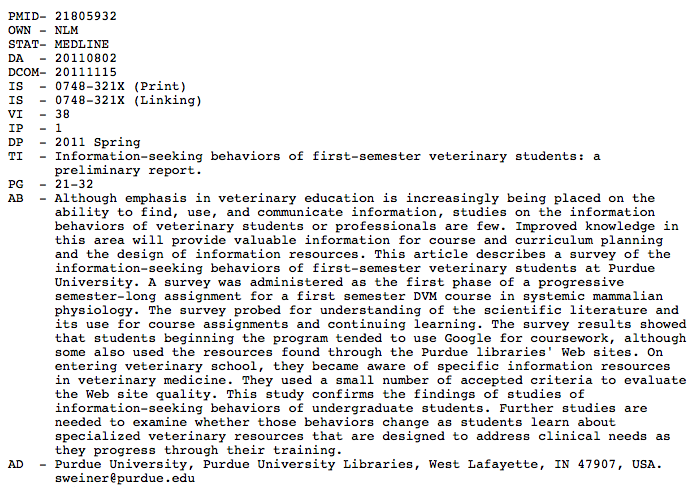 PMID- 21805932
OWN - NLM
STAT- MEDLINE
DA  - 20110802
DCOM- 20111115
IS  - 0748-321X (Print)
IS  - 0748-321X (Linking)
VI  - 38
IP  - 1
DP  - 2011 Spring
TI  - Information-seeking behaviors of first-semester veterinary students: a
      preliminary report.
PG  - 21-32
AB  - Although emphasis in veterinary education is increasingly being placed on the
      ability to find, use, and communicate information, studies on the information
      behaviors of veterinary students or professionals are few. Improved knowledge in
      this area will provide valuable information for course and curriculum planning
      and the design of information resources. This article describes a survey of the
      information-seeking behaviors of first-semester veterinary students at Purdue
      University. A survey was administered as the first phase of a progressive
      semester-long assignment for a first semester DVM course in systemic mammalian
      physiology. The survey probed for understanding of the scientific literature and
      its use for course assignments and continuing learning. The survey results showed
      that students beginning the program tended to use Google for coursework, although
      some also used the resources found through the Purdue libraries' Web sites. On
      entering veterinary school, they became aware of specific information resources
      in veterinary medicine. They used a small number of accepted criteria to evaluate
      the Web site quality. This study confirms the findings of studies of
      information-seeking behaviors of undergraduate students. Further studies are
      needed to examine whether those behaviors change as students learn about
      specialized veterinary resources that are designed to address clinical needs as
      they progress through their training.
AD  - Purdue University, Purdue University Libraries, West Lafayette, IN 47907, USA.
      sweiner@purdue.edu